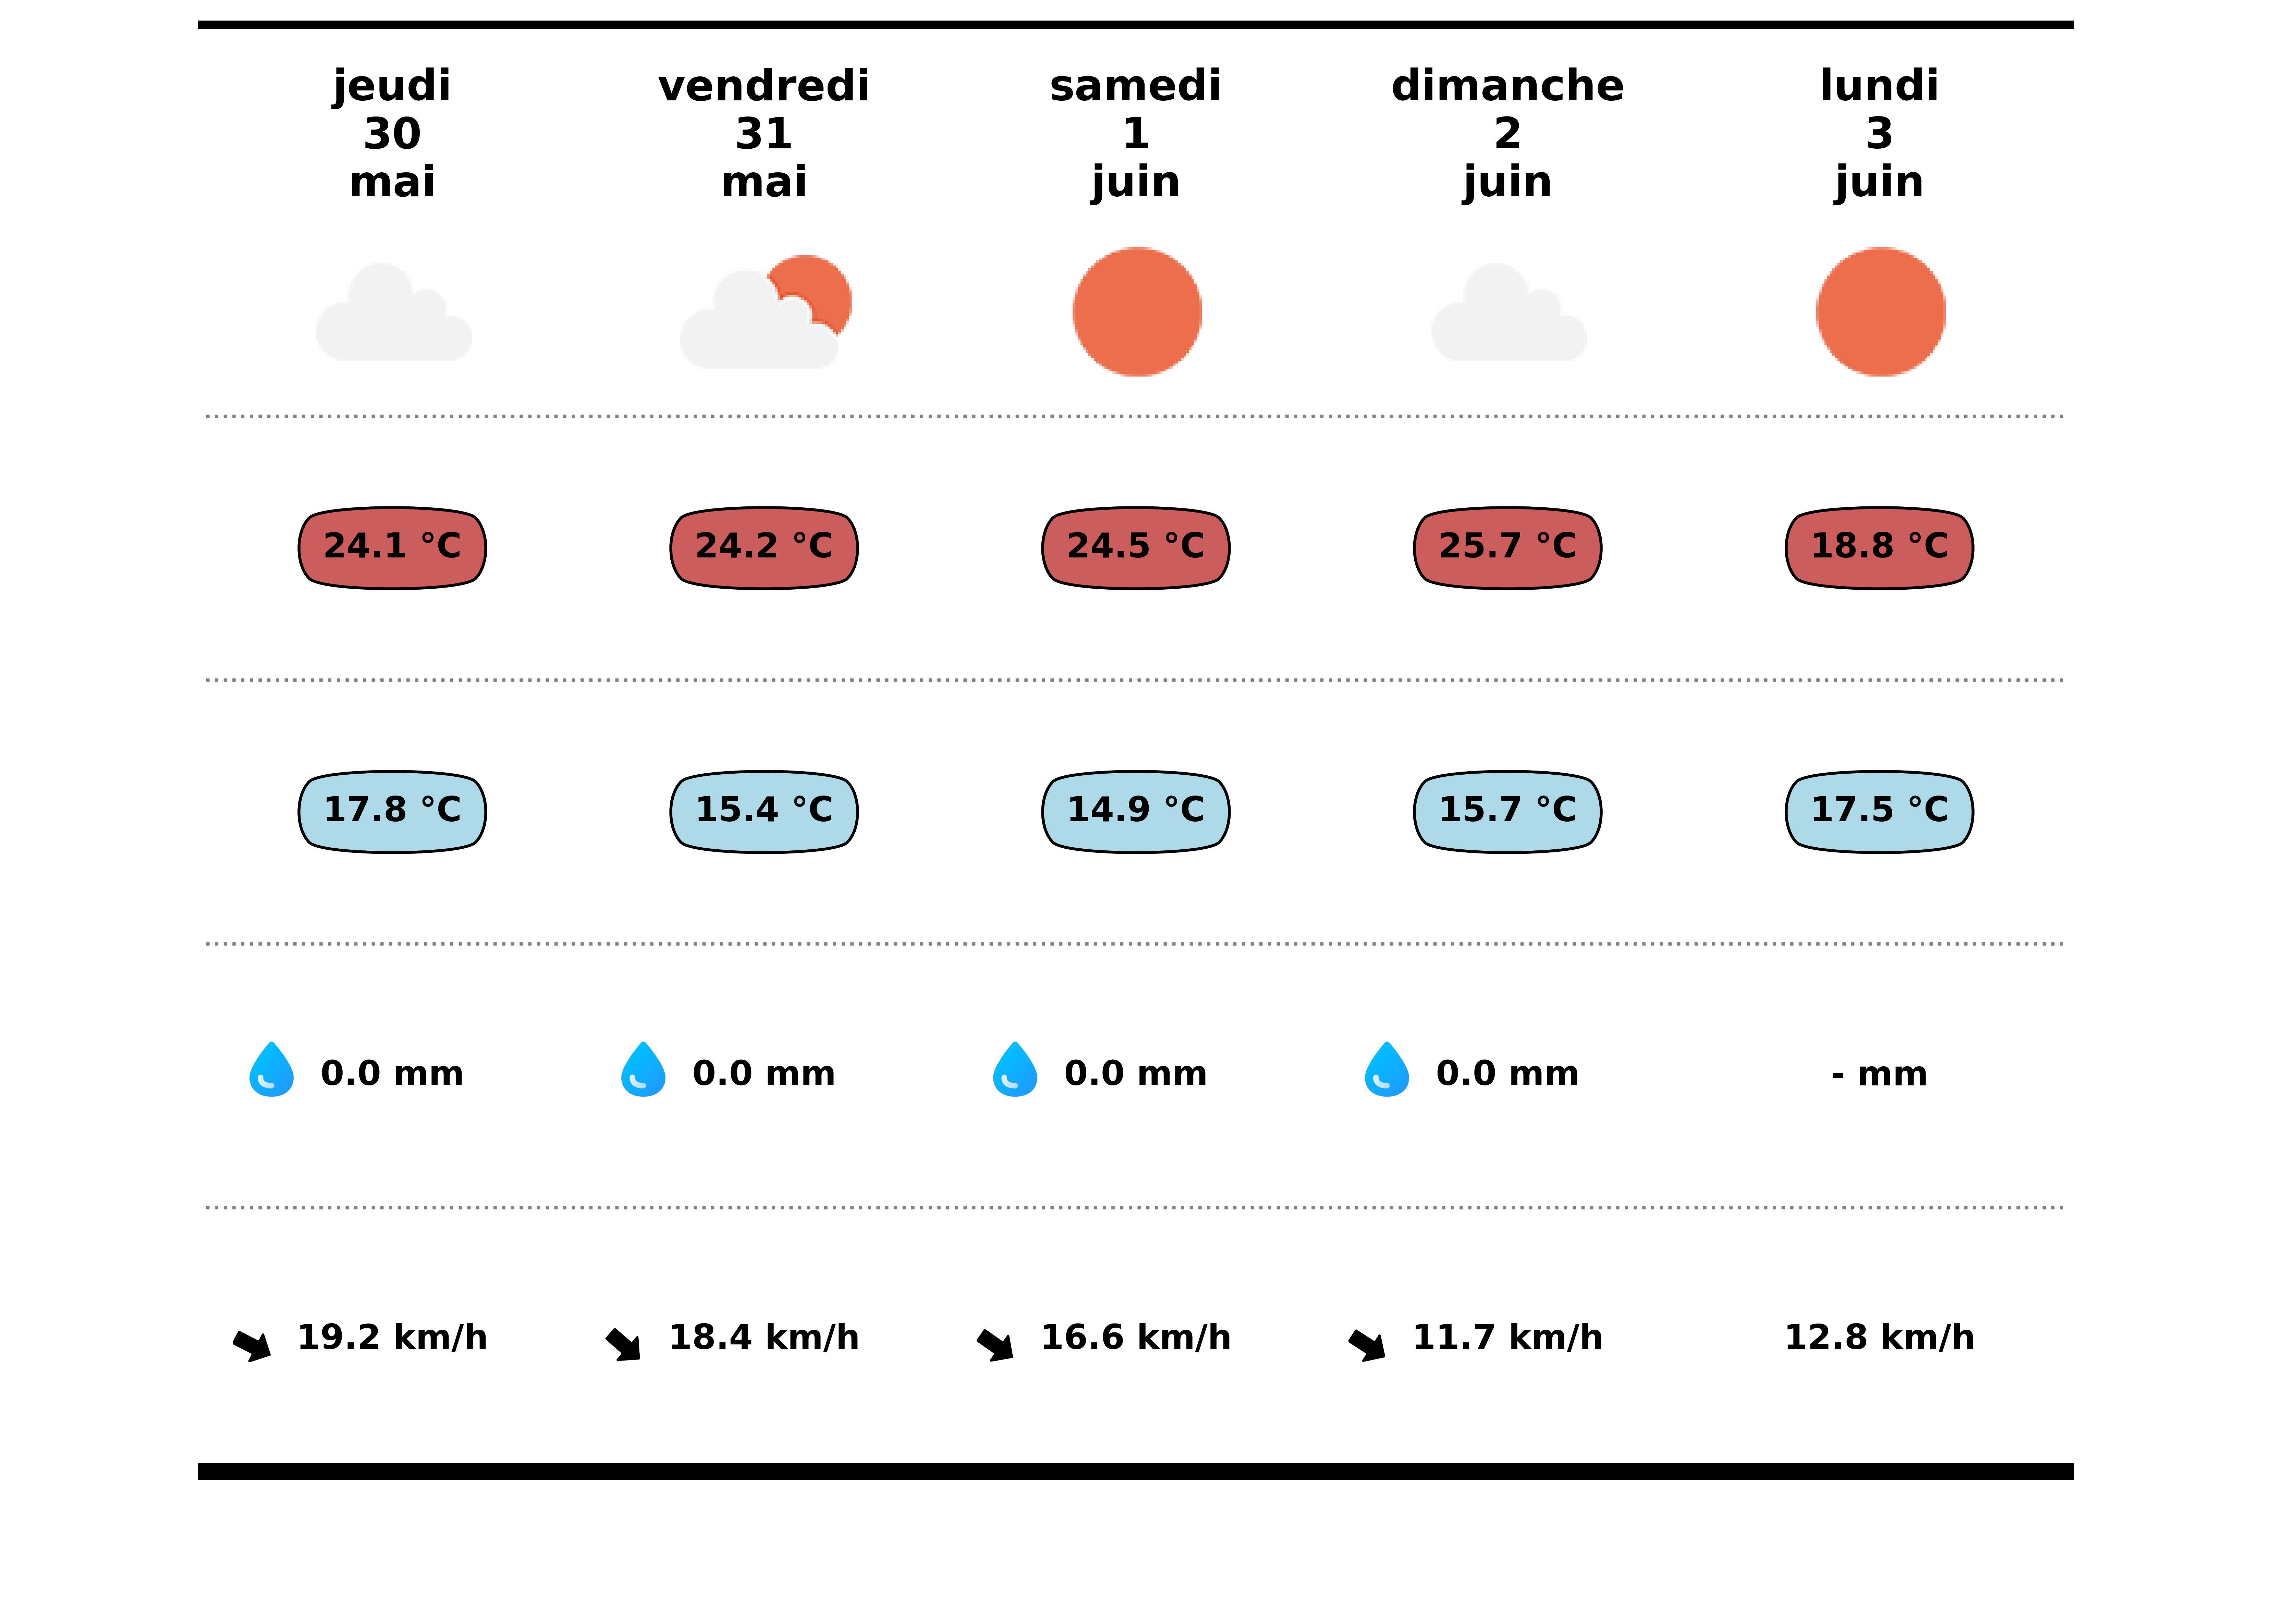 jeudi
30
mai
vendredi
31
mai
samedi
1
juin
dimanche
2
juin
lundi
3
juin
24.1 °C
24.2 °C
24.5 °C
25.7 °C
18.8 °C
17.8 °C
15.4 °C
14.9 °C
15.7 °C
17.5 °C
0.0 mm
0.0 mm
0.0 mm
0.0 mm
- mm
19.2 km/h
18.4 km/h
16.6 km/h
11.7 km/h
12.8 km/h